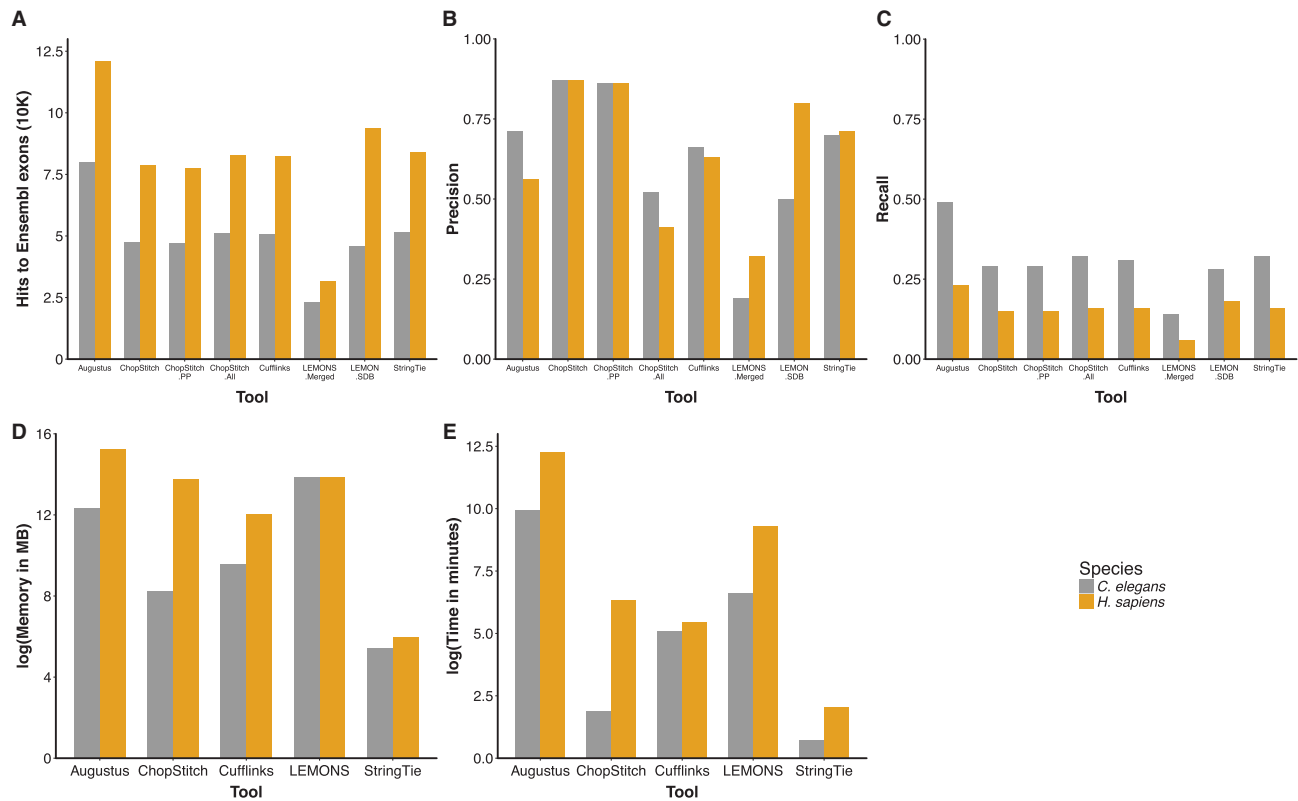 A
Hits to Ensembl exons (10K)
12.5
10
7.5
5
2.5
0
Augustus
ChopStitch
ChopStitch
.PP
ChopStitch
.All
Cufflinks
LEMONS
.Merged
LEMON
.SDB
StringTie
Tool
B
Precision
1.00
0.75
0.50
0.25
0.00
Augustus
ChopStitch
ChopStitch
.PP
ChopStitch
.All
Cufflinks
LEMONS
.Merged
LEMON
.SDB
StringTie
Tool
C
Recall
1.00
0.75
0.50
0.25
0.00
Augustus
ChopStitch
ChopStitch
.PP
ChopStitch
.All
Cufflinks
LEMONS
.Merged
LEMON
.SDB
StringTie
Tool
D
log(Memory in MB)
16
12
8
4
0
Augustus
ChopStitch
Cufflinks
LEMONS
StringTie
Tool
E
log(Time in minutes)
12.5
10.0
7.5
5.0
2.5
0.0
Augustus
ChopStitch
Cufflinks
LEMONS
StringTie
Tool
Species
C. elegans
H. sapiens